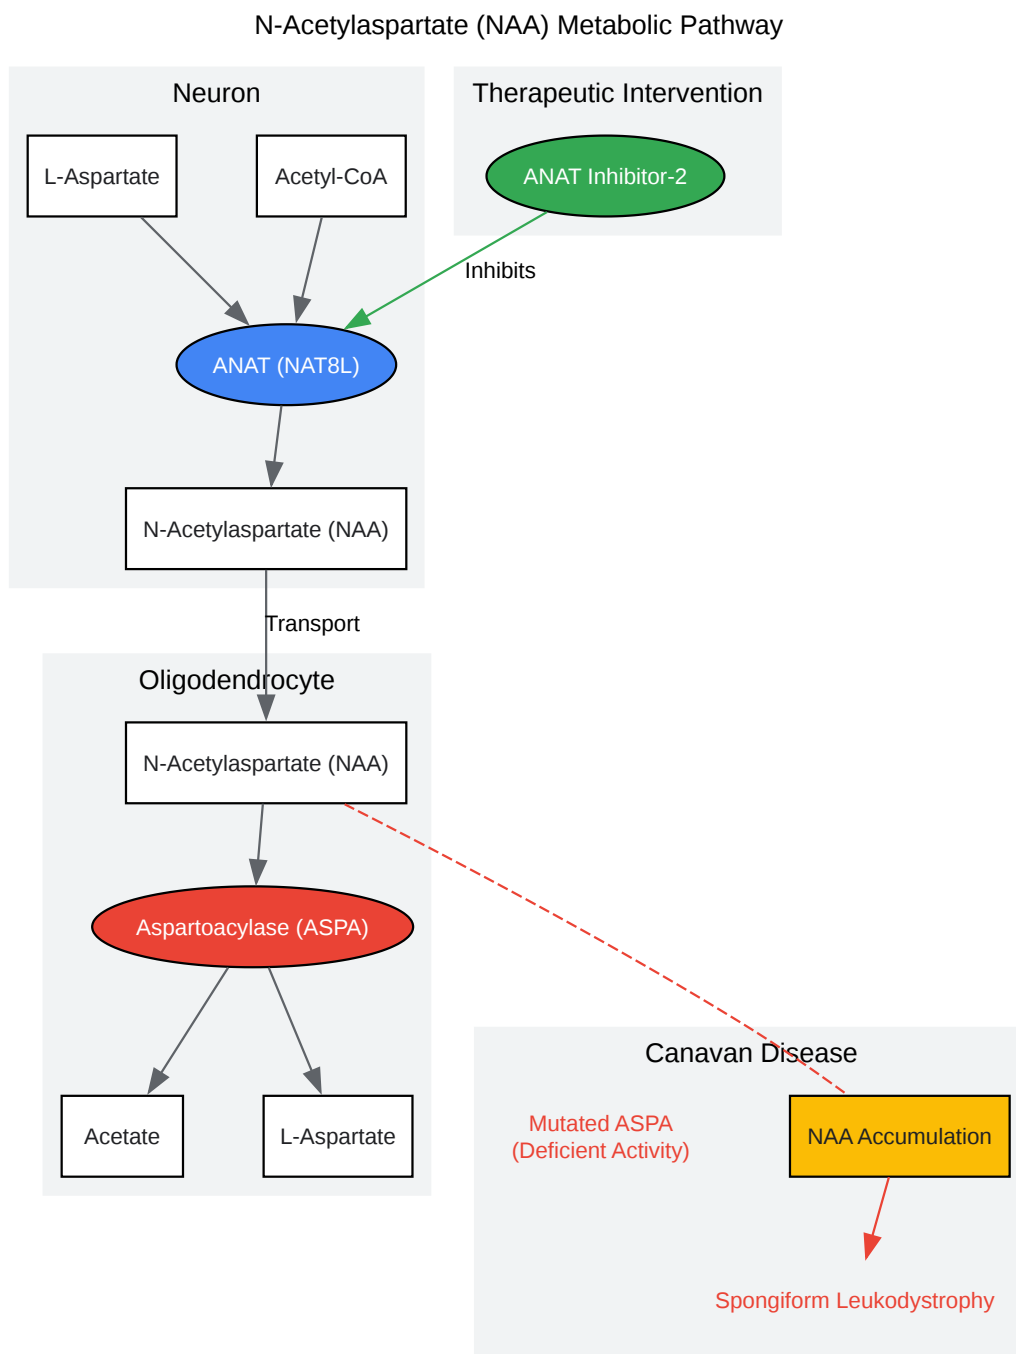 N-Acetylaspartate (NAA) Metabolic Pathway
Neuron
Therapeutic Intervention
L-Aspartate
Acetyl-CoA
ANAT Inhibitor-2
Inhibits
ANAT (NAT8L)
N-Acetylaspartate (NAA)
Transport
Oligodendrocyte
N-Acetylaspartate (NAA)
Aspartoacylase (ASPA)
Acetate
L-Aspartate
Canavan Disease
Mutated ASPA
(Deficient Activity)
NAA Accumulation
Spongiform Leukodystrophy